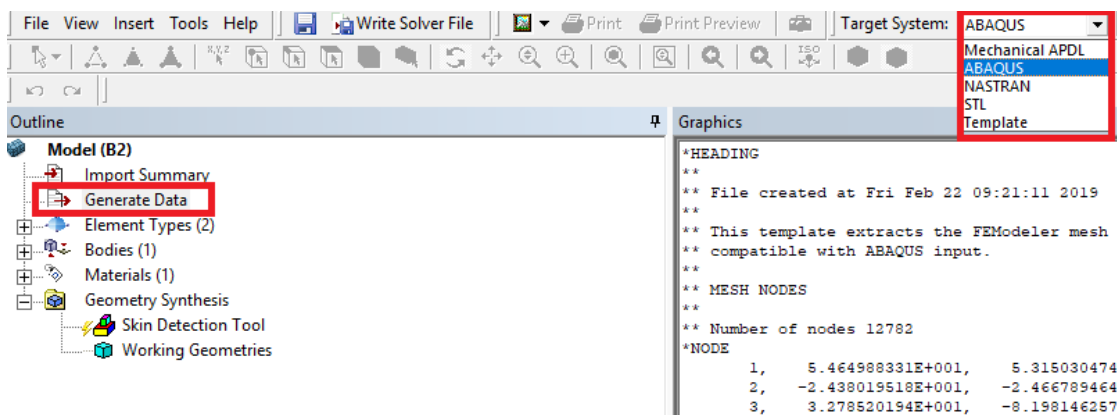 File View Insert Tools Help Write Solver File Print Print Preview Target System: ABAQUS
Mechanical APDL
ABAQUS
NASTRAN
STL
Template
X,Y,Z
ISO
Outline
Model (B2)
Import Summary
Generate Data
Element Types (2)
Bodies (1)
Materials (1)
Geometry Synthesis
Skin Detection Tool
Working Geometries
Graphics
*HEADING
**
** File created at Fri Feb 22 09:21:11 2019
**
** This template extracts the FEModeler mesh
** compatible with ABAQUS input.
**
** MESH NODES
**
** Number of nodes 12782
*NODE
1, 5.464988331E+001, 5.315030474
2, -2.438019518E+001, -2.466789464
3, 3.278520194E+001, -8.198146257